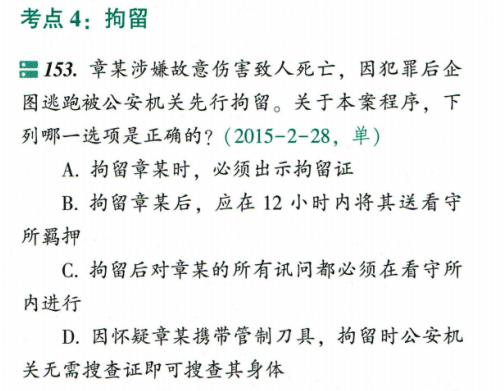 考点4：拘留
153. 章某涉嫌故意伤害致人死亡，因犯罪后企
图逃跑被公安机关先行拘留。关于本案程序，下
列哪一选项是正确的？（2015-2-28，单）
A. 拘留章某时，必须出示拘留证
B. 拘留章某后，应在12小时内将其送看守
所羁押
C. 拘留后对章某的所有讯问都必须在看守所
内进行
D. 因怀疑章某携带管制刀具，拘留时公安机
关无需搜查证即可搜查其身体